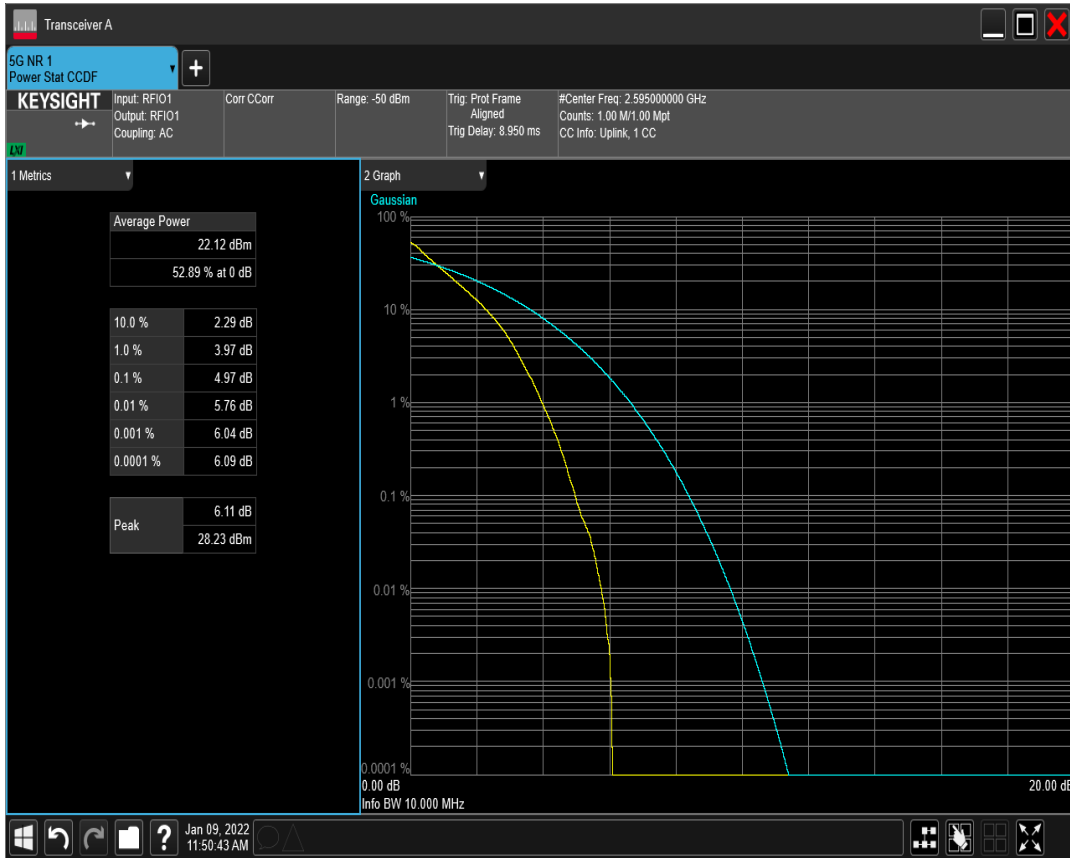 Transceiver A
5G NR 1
Power Stat CCDF
KEYSIGHT
LXI
Input: RFIO1
Output: RFIO1
Coupling: AC
Corr CCorr
Range: -50 dBm
Trig: Prot Frame
Aligned
Trig Delay: 8.950 ms
#Center Freq: 2.595000000 GHz
Counts: 1.00 M/1.00 Mpt
CC Info: Uplink, 1 CC
1 Metrics
Average Power
22.12 dBm
52.89 % at 0 dB
10.0 % 2.29 dB
1.0 % 3.97 dB
0.1 % 4.97 dB
0.01 % 5.76 dB
0.001 % 6.04 dB
0.0001 % 6.09 dB
Peak
6.11 dB
28.23 dBm
2 Graph
Gaussian
100 %
10 %
1 %
0.1 %
0.01 %
0.001 %
0.0001 %
0.00 dB 20.00 dB
Info BW 10.000 MHz
?
Jan 09, 2022
11:50:43 AM